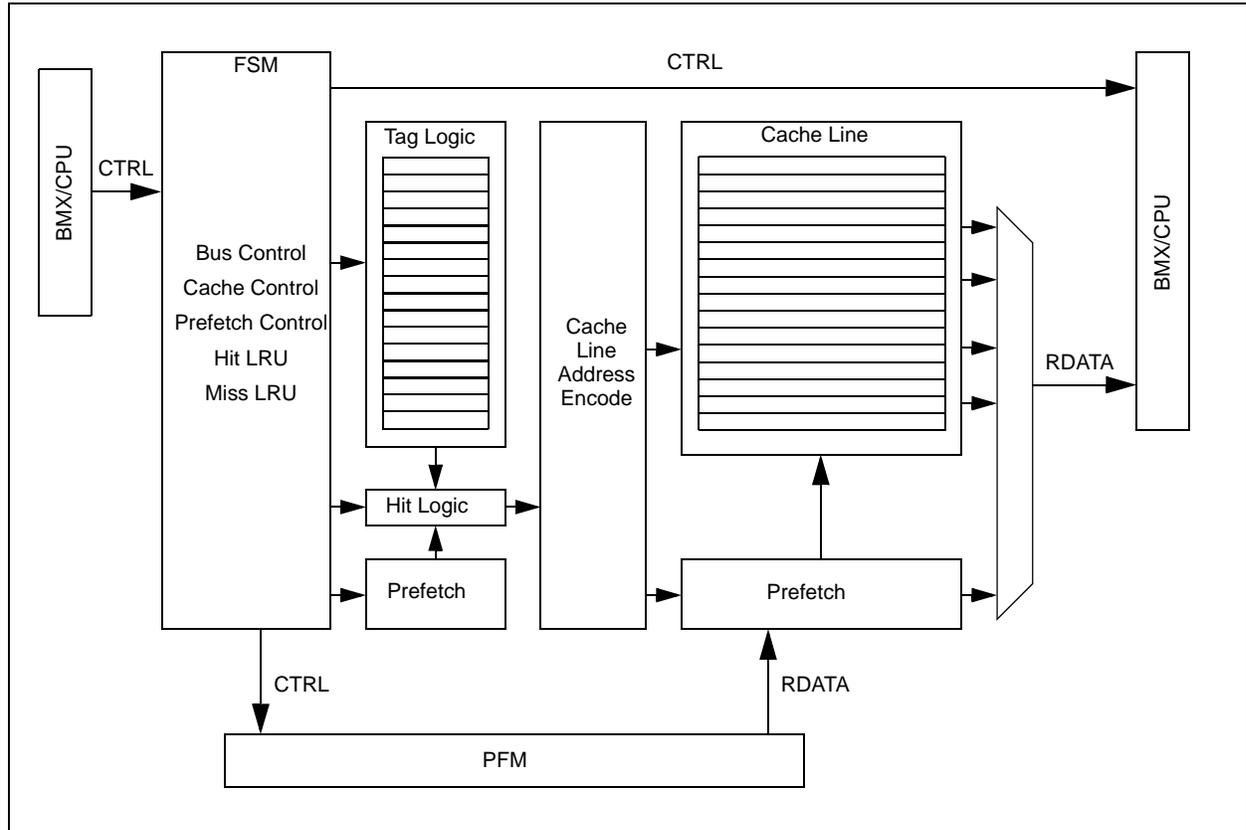 FSM
CTRL
BMX/CPU
CTRL
Bus Control
Cache Control
Prefetch Control
Hit LRU
Miss LRU
Tag Logic
Hit Logic
Prefetch
Cache
Line
Address
Encode
Cache Line
Prefetch
RDATA
BMX/CPU
CTRL
RDATA
PFM